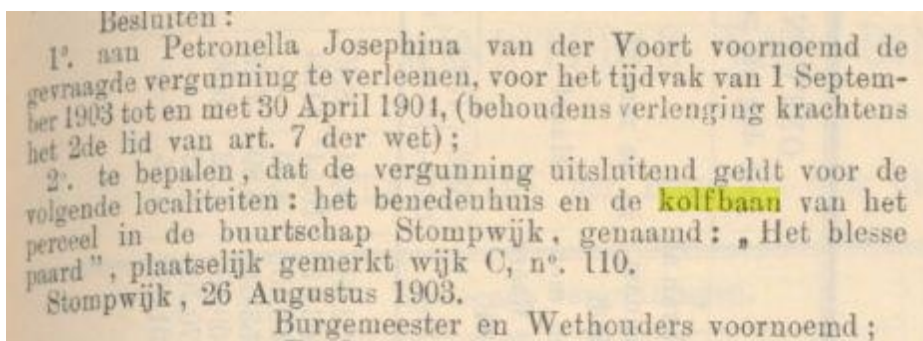 Besluiten :
1°. aan Petronella Josephina van der Voort voornoemd de
gevraagde vergunning te verleenen, voor het tijdvak van 1 Septem-
ber 1903 tot en met 30 April 1904, (behoudens verlenging krachtens
het 2de lid van art. 7 der wet) ;
2°. te bepalen, dat de vergunning uitsluitend geldt voor de
volgende localiteiten : het benedenhuis en de kolfbaan van het
perceel in de buurtschap Stompwijk, genaamd : „Het blesse
paard”, plaatselijk gemerkt wijk C, n°. 110.
Stompwijk, 26 Augustus 1903.
Burgemeester en Wethouders voornoemd ;